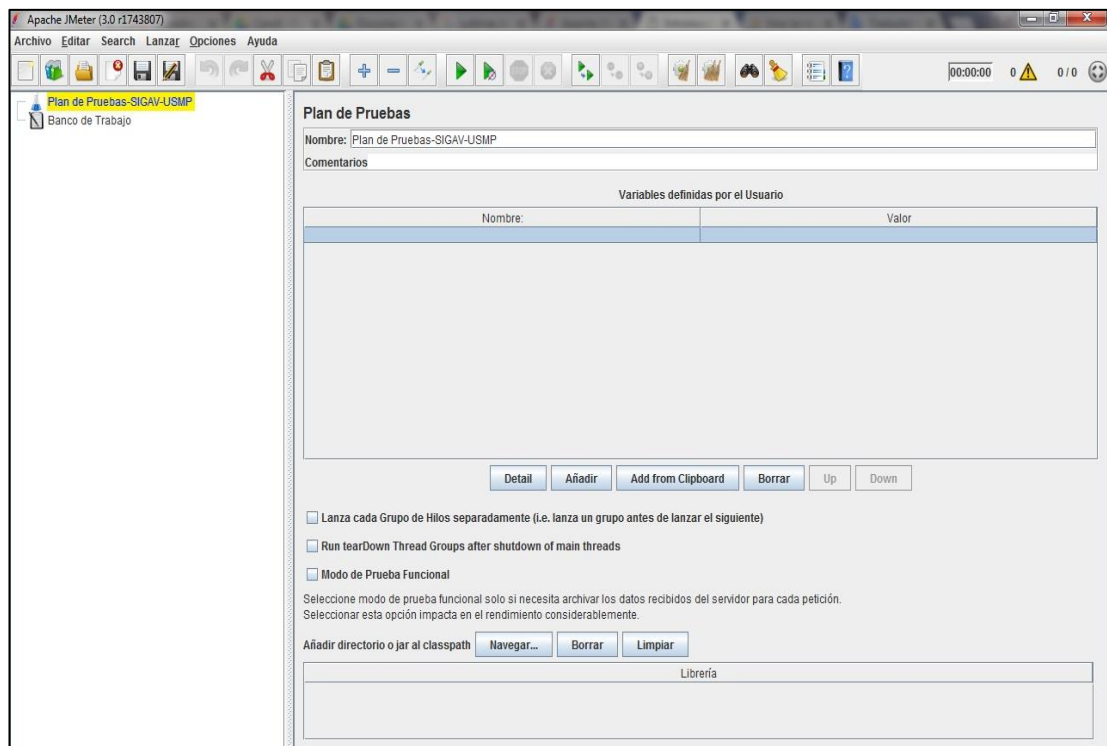 Apache JMeter (3.0 r1743807)
Archivo Editar Search Lanzar Opciones Ayuda
00:00:00 0 0 / 0
Plan de Pruebas-SIGAV-USMP
Banco de Trabajo
Plan de Pruebas
Nombre: Plan de Pruebas-SIGAV-USMP
Comentarios
Variables definidas por el Usuario
Nombre: Valor
Detail Añadir Add from Clipboard Borrar Up Down
Lanza cada Grupo de Hilos separadamente (i.e. lanza un grupo antes de lanzar el siguiente)
Run tearDown Thread Groups after shutdown of main threads
Modo de Prueba Funcional
Seleccione modo de prueba funcional solo si necesita archivar los datos recibidos del servidor para cada petición.
Seleccionar esta opción impacta en el rendimiento considerablemente.
Añadir directorio o jar al classpath Navegar... Borrar Limpiar
Librería